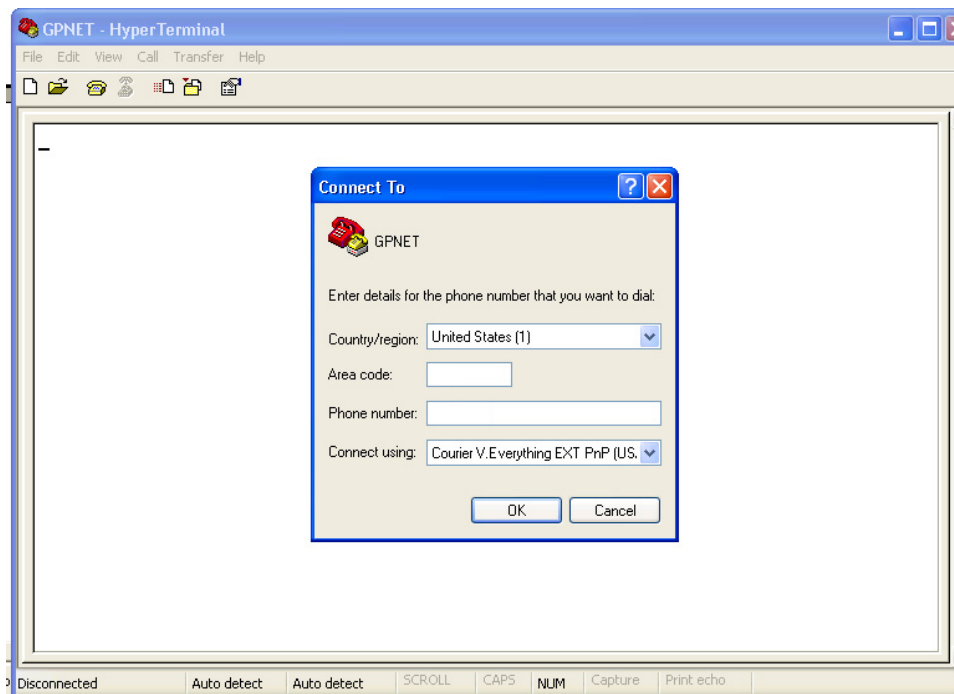 GPNET - HyperTerminal
File Edit View Call Transfer Help
Connect To
GPNET
Enter details for the phone number that you want to dial:
Country/region: United States (1)
Area code:
Phone number:
Connect using: Courier V.Everything EXT PnP (US.
OK Cancel
Disconnected Auto detect Auto detect SCROLL CAPS NUM Capture Print echo